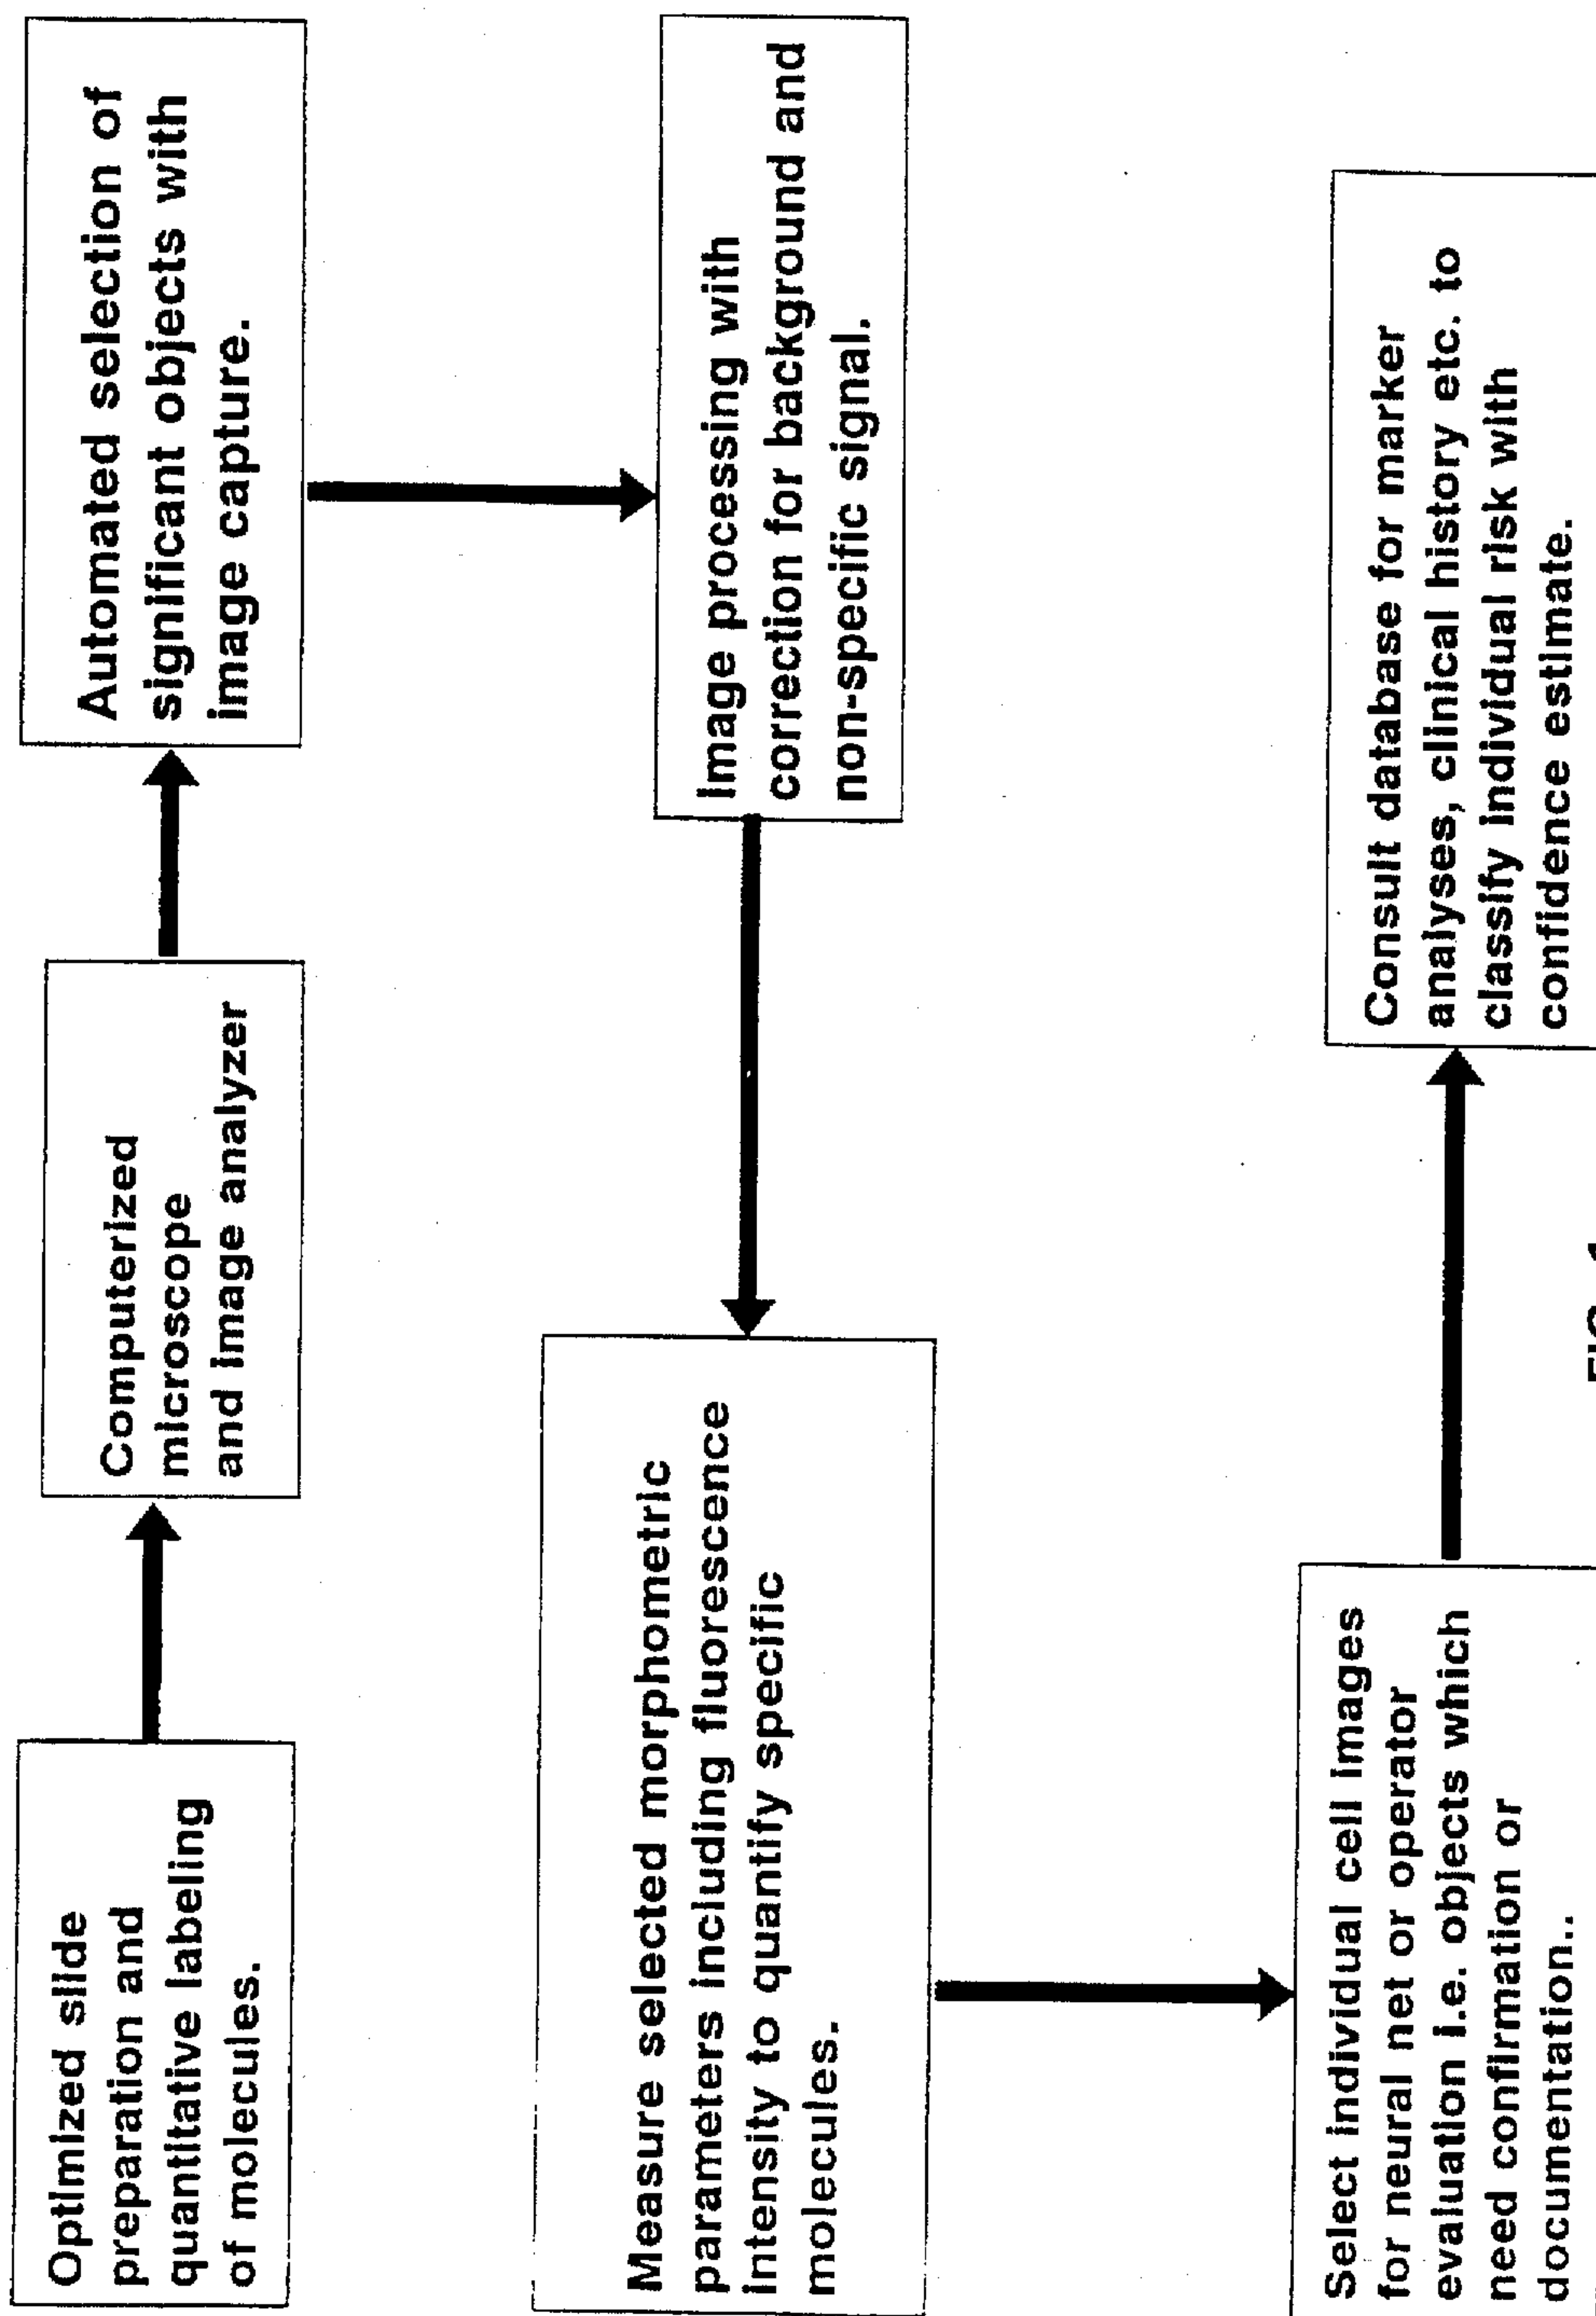 Optimized slide
preparation and
quantitative labeling
of molecules.
Computerized
microscope
and image analyzer
Automated selection of
significant objects with
image capture.
Image processing with
correction for background and
non-specific signal.
Measure selected morphometric
parameters including fluorescence
intensity to quantify specific
molecules.
Select individual cell images
for neural net or operator
evaluation i.e. objects which
need confirmation or
documentation..
Consult database for marker
analyses, clinical history etc. to
classify individual risk with
confidence estimate.